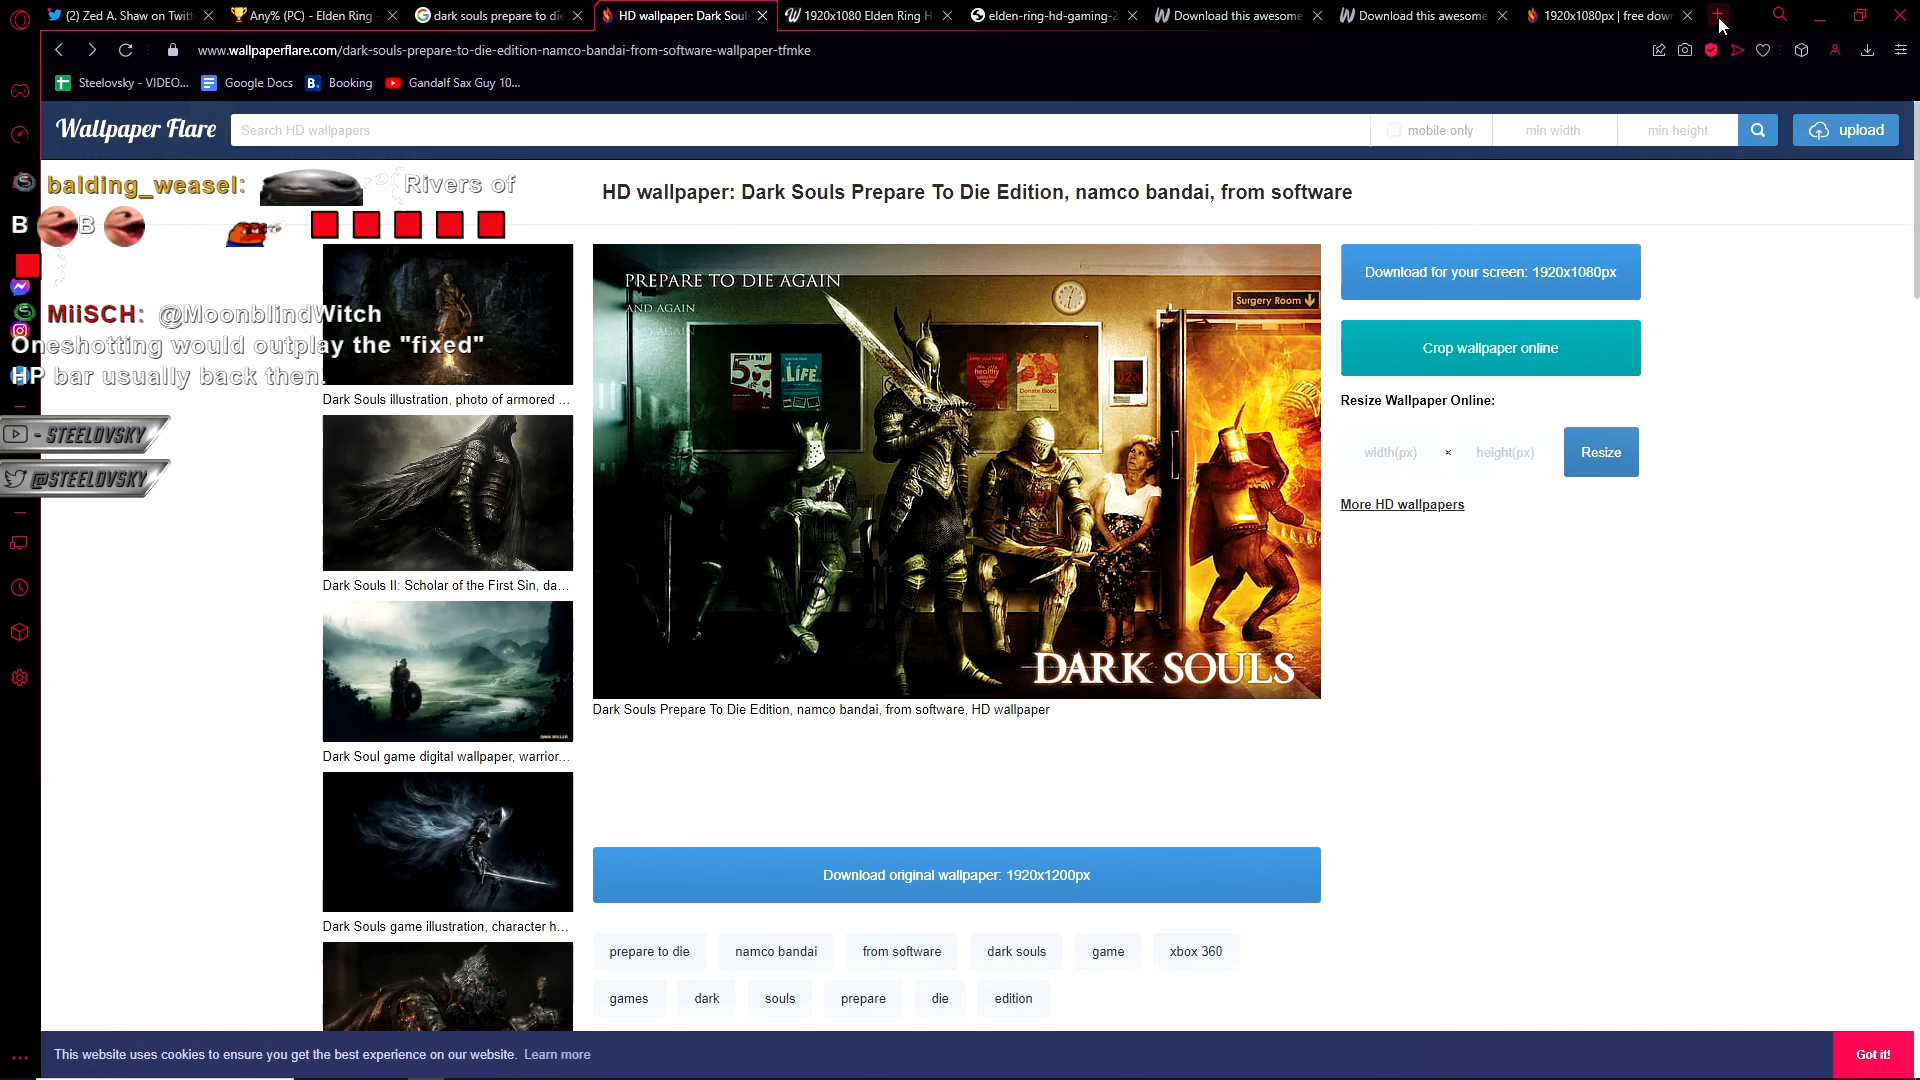 (2) Zed A. Shaw on Twitt
Any% (PC) - Elden Ring
dark souls prepare to die
HD wallpaper: Dark Souls
1920x1080 Elden Ring H
elden-ring-hd-gaming-2
Download this awesome
Download this awesome
1920x1080px | free down
www.wallpaperflare.com/dark-souls-prepare-to-die-edition-namco-bandai-from-software-wallpaper-tfmke
Steelovsky - VIDEO...
Google Docs
Booking
Gandalf Sax Guy 10...
Wallpaper Flare
Search HD wallpapers
mobile only
min width
min height
upload
balding_weasel: Rivers of
B B
MiiSCH: @MoonblindWitch
Oneshotting would outplay the "fixed"
HP bar usually back then.
- STEELOVSKY
@STEELOVSKY
HD wallpaper: Dark Souls Prepare To Die Edition, namco bandai, from software
Dark Souls illustration, photo of armored ...
Dark Souls II: Scholar of the First Sin, da...
Dark Soul game digital wallpaper, warrior...
Dark Souls game illustration, character h...
PREPARE TO DIE AGAIN
AND AGAIN
Surgery Room
LIFE
healthy
Donate Blood
DARK SOULS
Dark Souls Prepare To Die Edition, namco bandai, from software, HD wallpaper
Download original wallpaper: 1920x1200px
prepare to die
namco bandai
from software
dark souls
game
xbox 360
games
dark
souls
prepare
die
edition
Download for your screen: 1920x1080px
Crop wallpaper online
Resize Wallpaper Online:
width(px) × height(px)
Resize
More HD wallpapers
This website uses cookies to ensure you get the best experience on our website. Learn more
Got it!